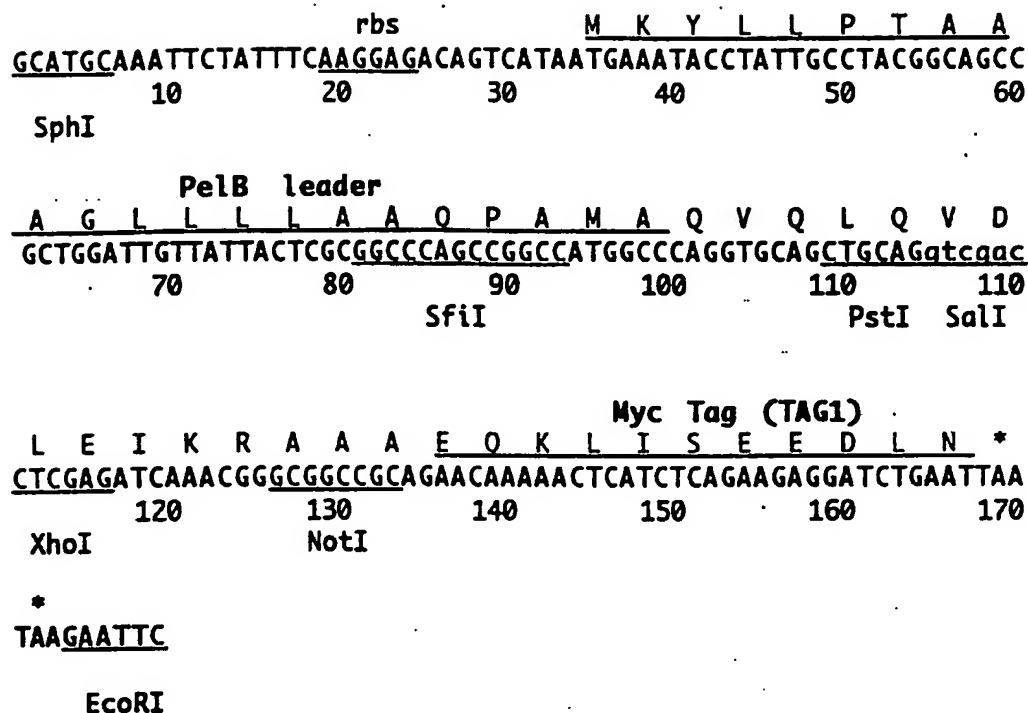 rbs M K Y L L P T A A
GCATGCAAATTCTATTTCAAGGAGACAGTCATAATGAAATACCTATTGCCTACGGCAGCC
10 20 30 40 50 60
SphI
PelB leader
A G L L L L A A Q P A M A Q V Q L Q V D
GCTGGATTGTTATTACTCGCGGCCCAGCCGGCCATGGCCCAGGTGCAGCTGCAGgtcgac
70 80 90 100 110 110
SfiI PstI SalI
Myc Tag (TAG1)
L E I K R A A A E Q K L I S E E D L N *
CTCGAGATCAAACGGGCGGCCGCAGAACAAAAACTCATCTCAGAAGAGGATCTGAATTAA
120 130 140 150 160 170
XhoI NotI
*
TAAGAATTC
EcoRI